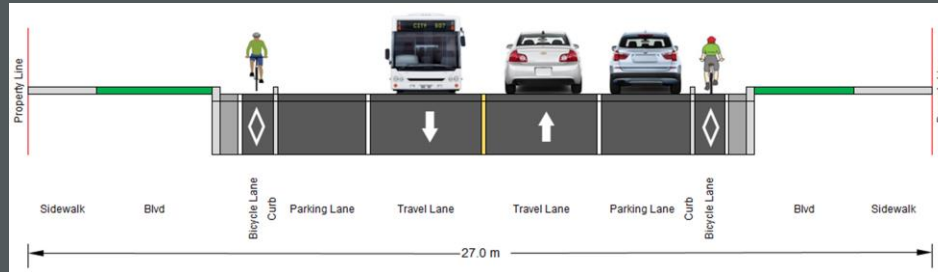 Property Line
CITY 597
Sidewalk
Blvd
Bicycle Lane
Curb
Parking Lane
Travel Lane
Travel Lane
Parking Lane
Curb
Bicycle Lane
Blvd
Sidewalk
27.0 m